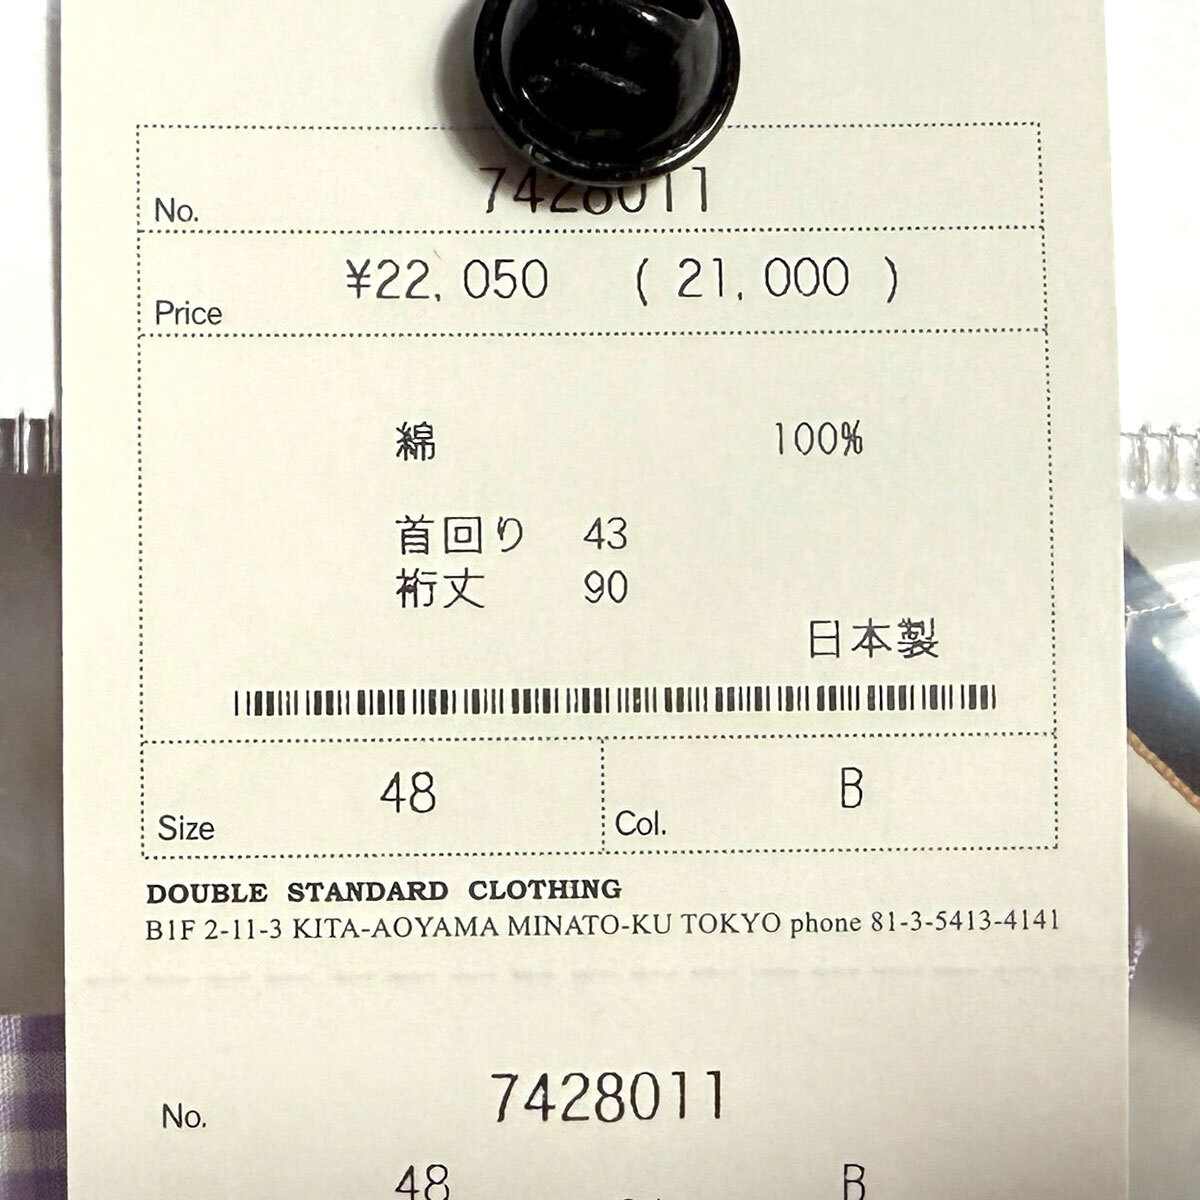 No. 7428011
Price ¥22,050 ( 21,000 )
綿 100%
首回り 43
裄丈 90
日本製
Size 48 Col. B
DOUBLE STANDARD CLOTHING
B1F 2-11-3 KITA-AOYAMA MINATO-KU TOKYO phone 81-3-5413-4141
No. 7428011
48 B